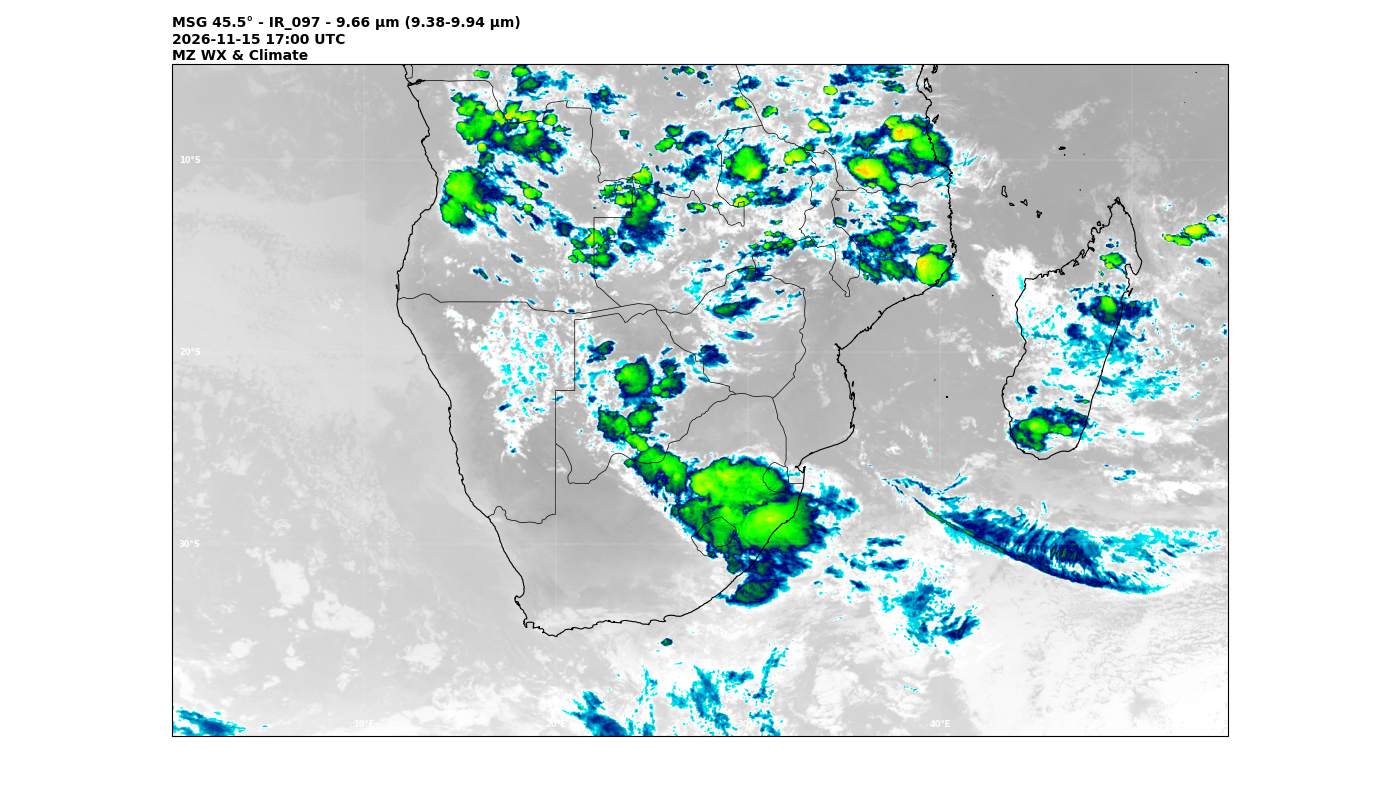 MSG 45.5° - IR_097 - 9.66 µm (9.38-9.94 µm)
2026-11-15 17:00 UTC
MZ WX & Climate
10°S
20°S
30°S
10°E
20°E
40°E